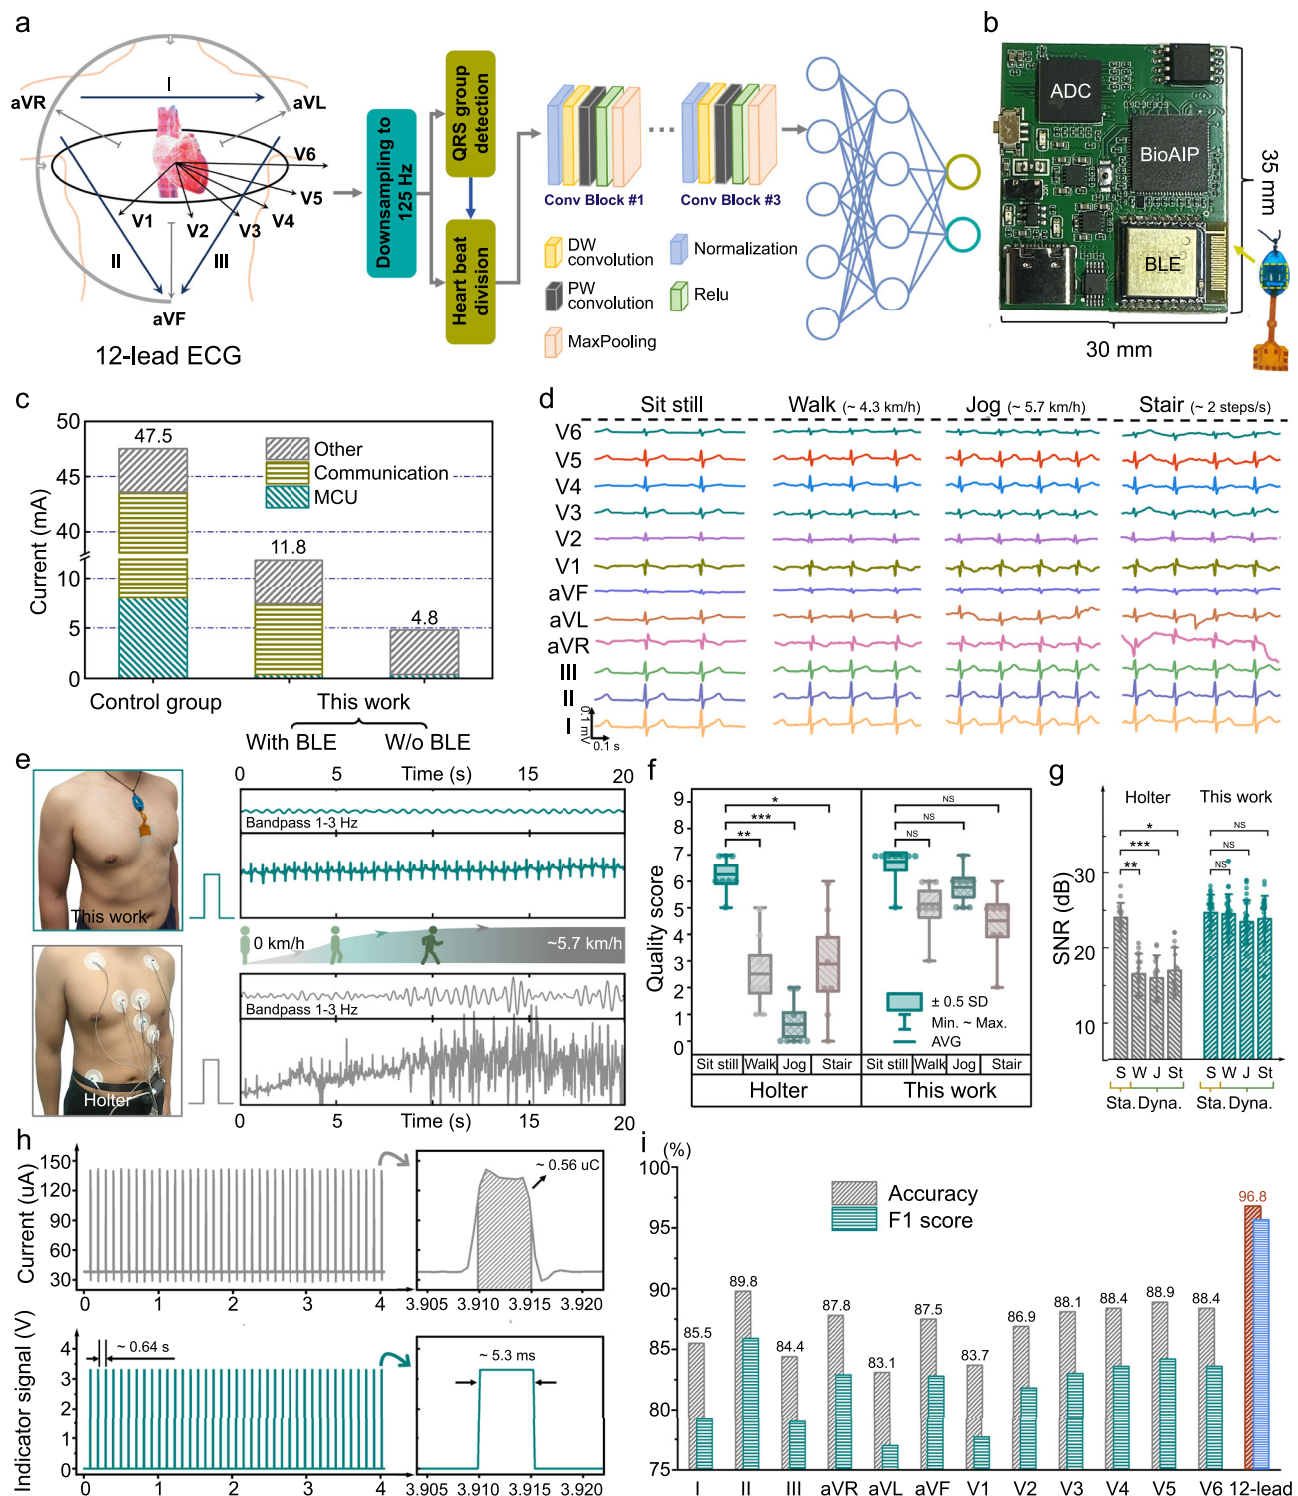 a
I
aVR
aVL
V6
V5
V4
V3
V2
V1
II
III
aVF
12-lead ECG
Downsampling to
125 Hz
QRS group
detection
Heart beat
division
Conv Block #1
Conv Block #3
DW
convolution
PW
convolution
MaxPooling
Normalization
Relu
b
ADC
BioAIP
BLE
35 mm
30 mm
c
Current (mA)
50
45
40
10
5
0
47.5
11.8
4.8
Other
Communication
MCU
Control group
This work
With BLE
W/o BLE
d
Sit still
Walk (~ 4.3 km/h)
Jog (~ 5.7 km/h)
Stair (~ 2 steps/s)
V6
V5
V4
V3
V2
V1
aVF
aVL
aVR
III
II
I
0.1 mV
0.1 s
e
This work
Holter
0 5 Time (s) 15 20
Bandpass 1-3 Hz
0 km/h
~5.7 km/h
Bandpass 1-3 Hz
0 5 10 Time (s) 15 20
f
Quality score
9
8
7
6
5
4
3
2
1
0
*
***
**
NS
NS
NS
± 0.5 SD
Min. ~ Max.
AVG
Sit still Walk Jog Stair
Sit still Walk Jog Stair
Holter
This work
g
Holter
This work
SNR (dB)
30
20
10
*
***
**
NS
NS
NS
S W J St
S W J St
Sta. Dyna.
Sta. Dyna.
h
Current (uA)
150
120
90
60
30
0 1 2 3 4
~ 0.56 uC
3.905 3.910 3.915 3.920
Indicator signal (V)
4
3
2
1
0
~ 0.64 s
0 1 2 3 4
~ 5.3 ms
3.905 3.910 3.915 3.920
i
(%)
100
95
90
85
80
75
Accuracy
F1 score
85.5
89.8
84.4
87.8
83.1
87.5
83.7
86.9
88.1
88.4
88.9
88.4
96.8
I II III aVR aVL aVF V1 V2 V3 V4 V5 V6 12-lead